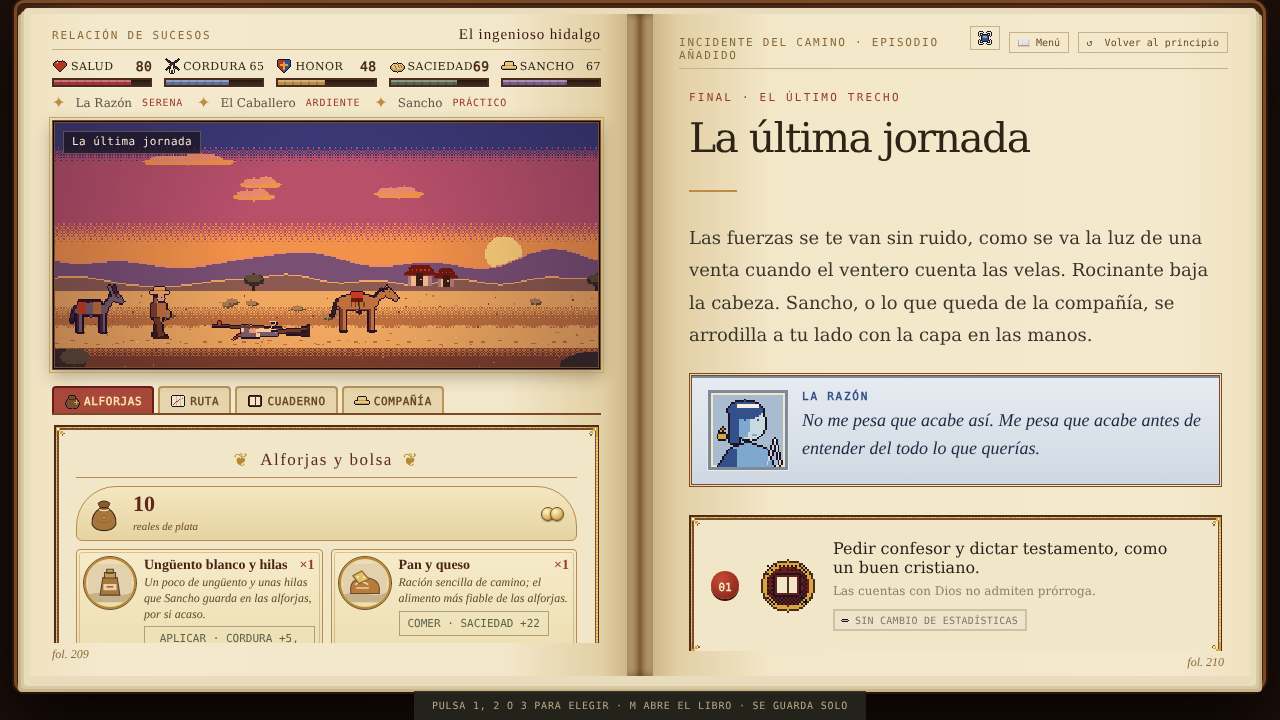 RELACIÓN DE SUCESOS
El ingenioso hidalgo
SALUD 80
CORDURA 65
HONOR 48
SACIEDAD 69
SANCHO 67
La Razón SERENA
El Caballero ARDIENTE
Sancho PRÁCTICO
La última jornada
ALFORJAS
RUTA
CUADERNO
COMPAÑÍA
Alforjas y bolsa
10
reales de plata
Ungüento blanco y hilas ×1
Un poco de ungüento y unas hilas
que Sancho guarda en las alforjas,
por si acaso.
APLICAR · CORDURA +5,
Pan y queso ×1
Ración sencilla de camino; el
alimento más fiable de las alforjas.
COMER · SACIEDAD +22
fol. 209
INCIDENTE DEL CAMINO · EPISODIO
AÑADIDO
Menú
↺ Volver al principio
FINAL · EL ÚLTIMO TRECHO
La última jornada
Las fuerzas se te van sin ruido, como se va la luz de una
venta cuando el ventero cuenta las velas. Rocinante baja
la cabeza. Sancho, o lo que queda de la compañía, se
arrodilla a tu lado con la capa en las manos.
LA RAZÓN
No me pesa que acabe así. Me pesa que acabe antes de
entender del todo lo que querías.
01
Pedir confesor y dictar testamento, como
un buen cristiano.
Las cuentas con Dios no admiten prórroga.
SIN CAMBIO DE ESTADÍSTICAS
fol. 210
PULSA 1, 2 O 3 PARA ELEGIR · M ABRE EL LIBRO · SE GUARDA SOLO